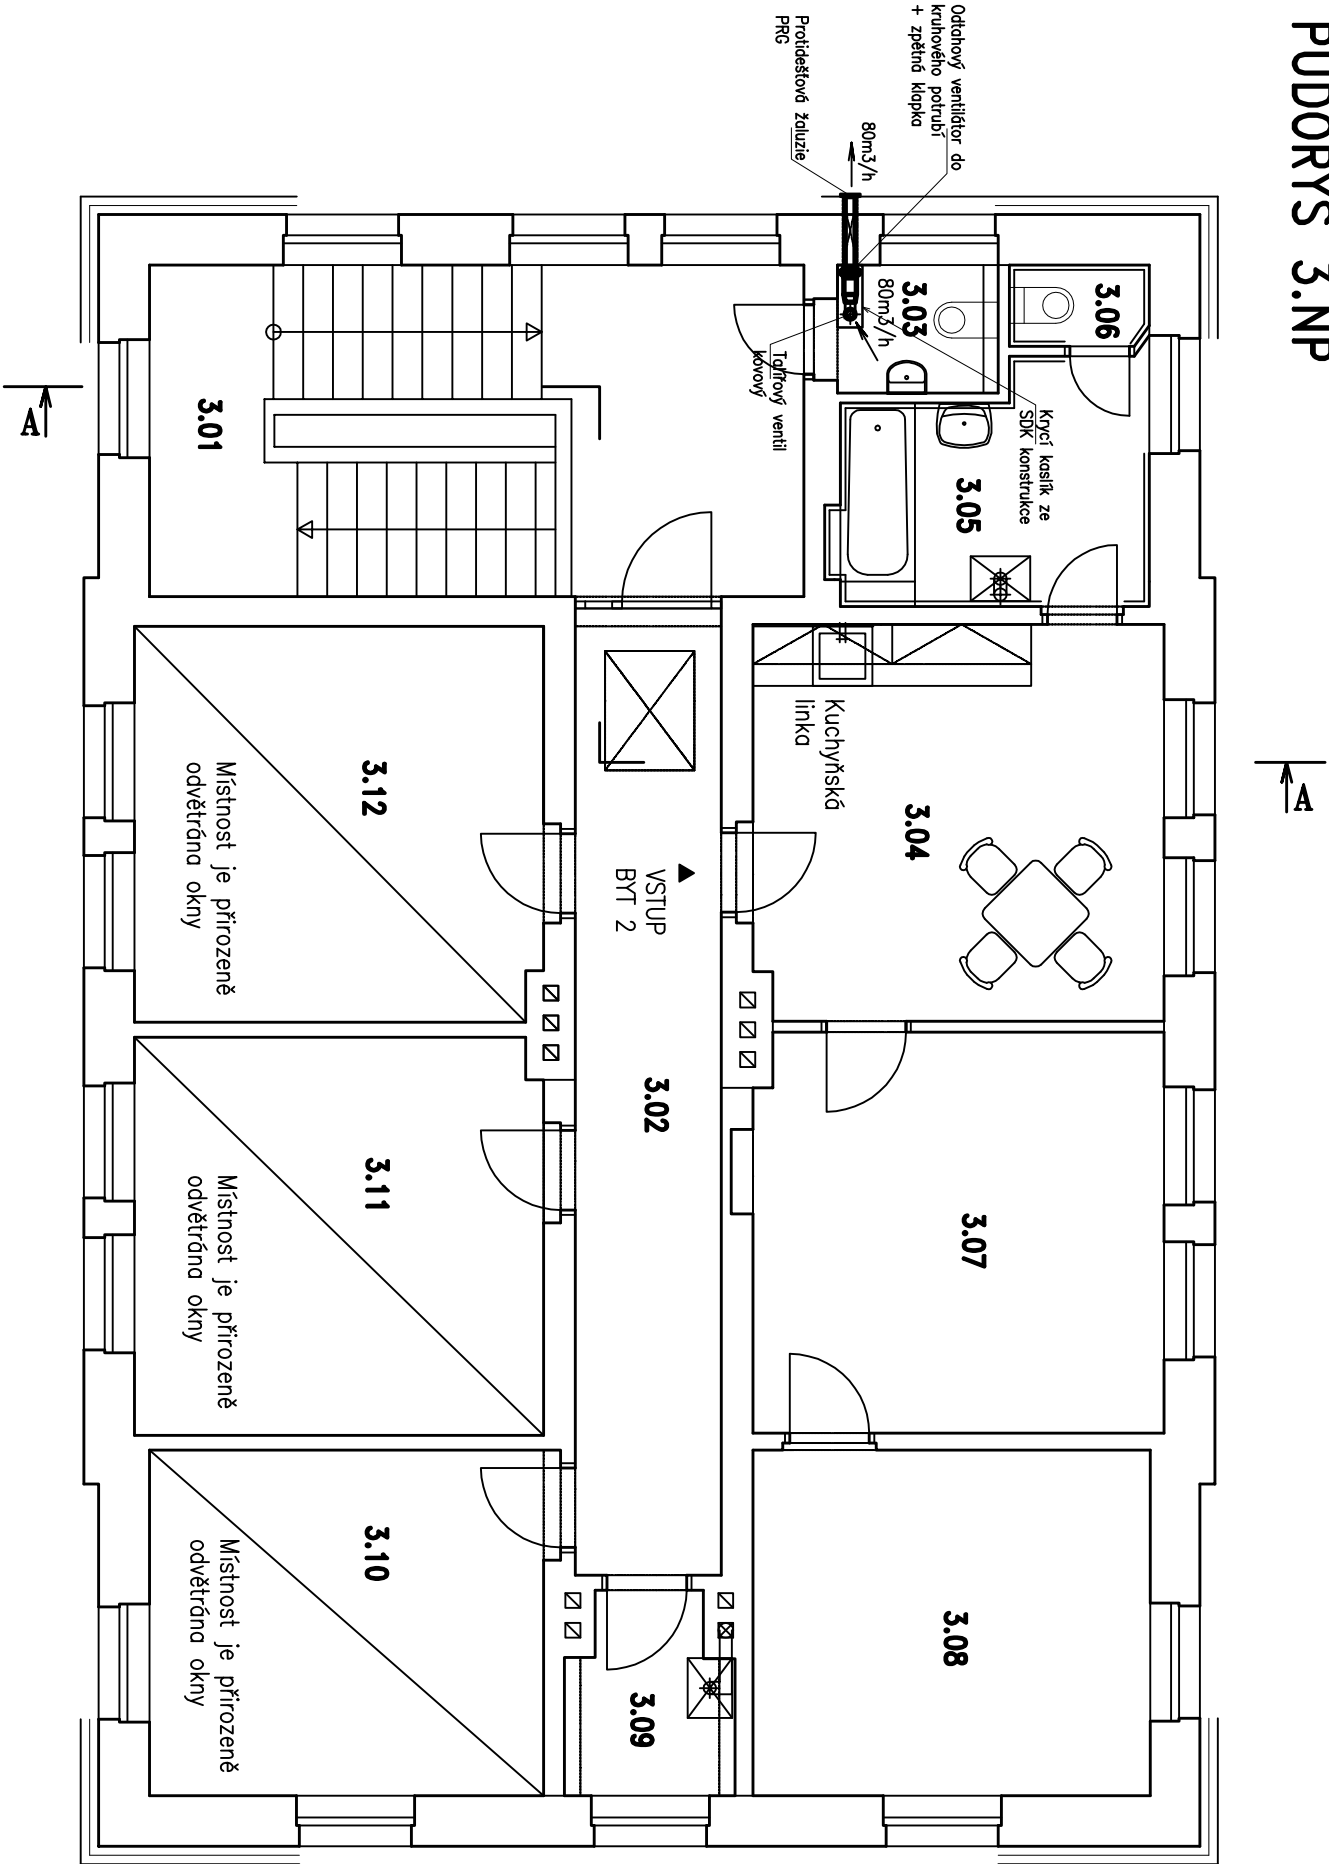 PUDORYS 3.NP
Odtahový ventilátor do
kruhového potrubí
+ zpětná klapka
Protidešťová žaluzie
PRG
80m3/h
80m3/h
3.03
3.06
Talířový ventil
kovový
Krycí kaslík ze
SDK konstrukce
3.01
3.05
A
A
Kuchyňská
linka
3.04
3.12
Místnost je přirozeně
odvětrána okny
VSTUP
BYT 2
3.02
3.07
3.11
Místnost je přirozeně
odvětrána okny
3.10
Místnost je přirozeně
odvětrána okny
3.08
3.09